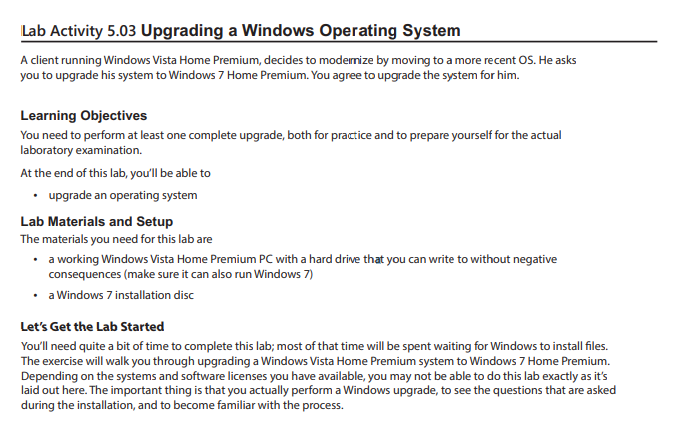 Lab Activity 5.03 Upgrading a Windows Operating System
A client running Windows Vista Home Premium, decides to modernize by moving to a more recent OS. He asks
you to upgrade his system to Windows 7 Home Premium. You agree to upgrade the system for him.
Learning Objectives
You need to perform at least one complete upgrade, both for practice and to prepare yourself for the actual
laboratory examination.
At the end of this lab, you'll be able to
• upgrade an operating system
Lab Materials and Setup
The materials you need for this lab are
• a working Windows Vista Home Premium PC with a hard drive that you can write to without negative
consequences (make sure it can also run Windows 7)
• a Windows 7 installation disc
Let's Get the Lab Started
You'll need quite a bit of time to complete this lab; most of that time will be spent waiting for Windows to install files.
The exercise will walk you through upgrading a Windows Vista Home Premium system to Windows 7 Home Premium.
Depending on the systems and software licenses you have available, you may not be able to do this lab exactly as it's
laid out here. The important thing is that you actually perform a Windows upgrade, to see the questions that are asked
during the installation, and to become familiar with the process.